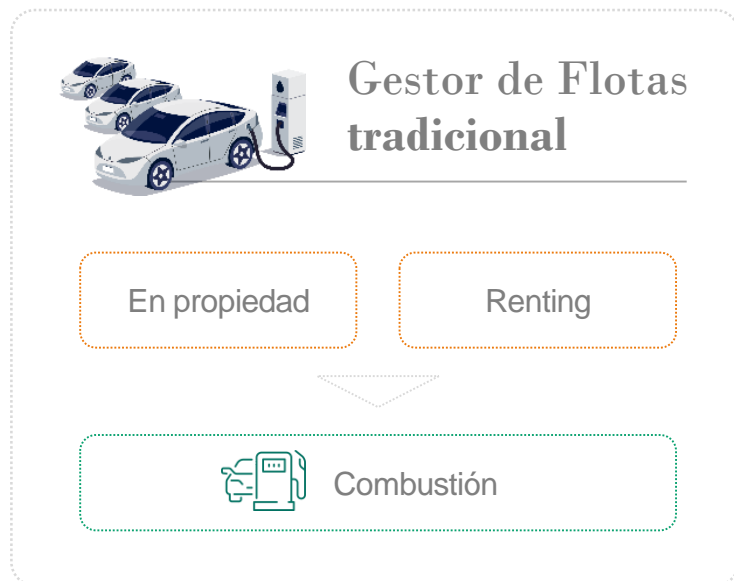 Gestor de Flotas
tradicional
En propiedad
Renting
Combustión